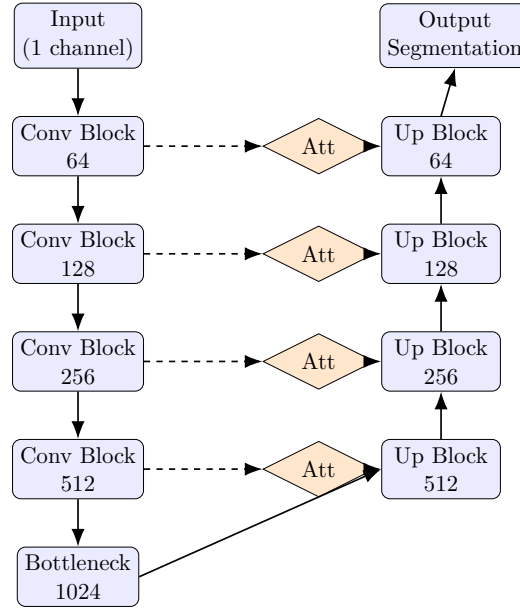 Input
(1 channel)
Output
Segmentation
Conv Block
64
Att
Up Block
64
Conv Block
128
Att
Up Block
128
Conv Block
256
Att
Up Block
256
Conv Block
512
Att
Up Block
512
Bottleneck
1024